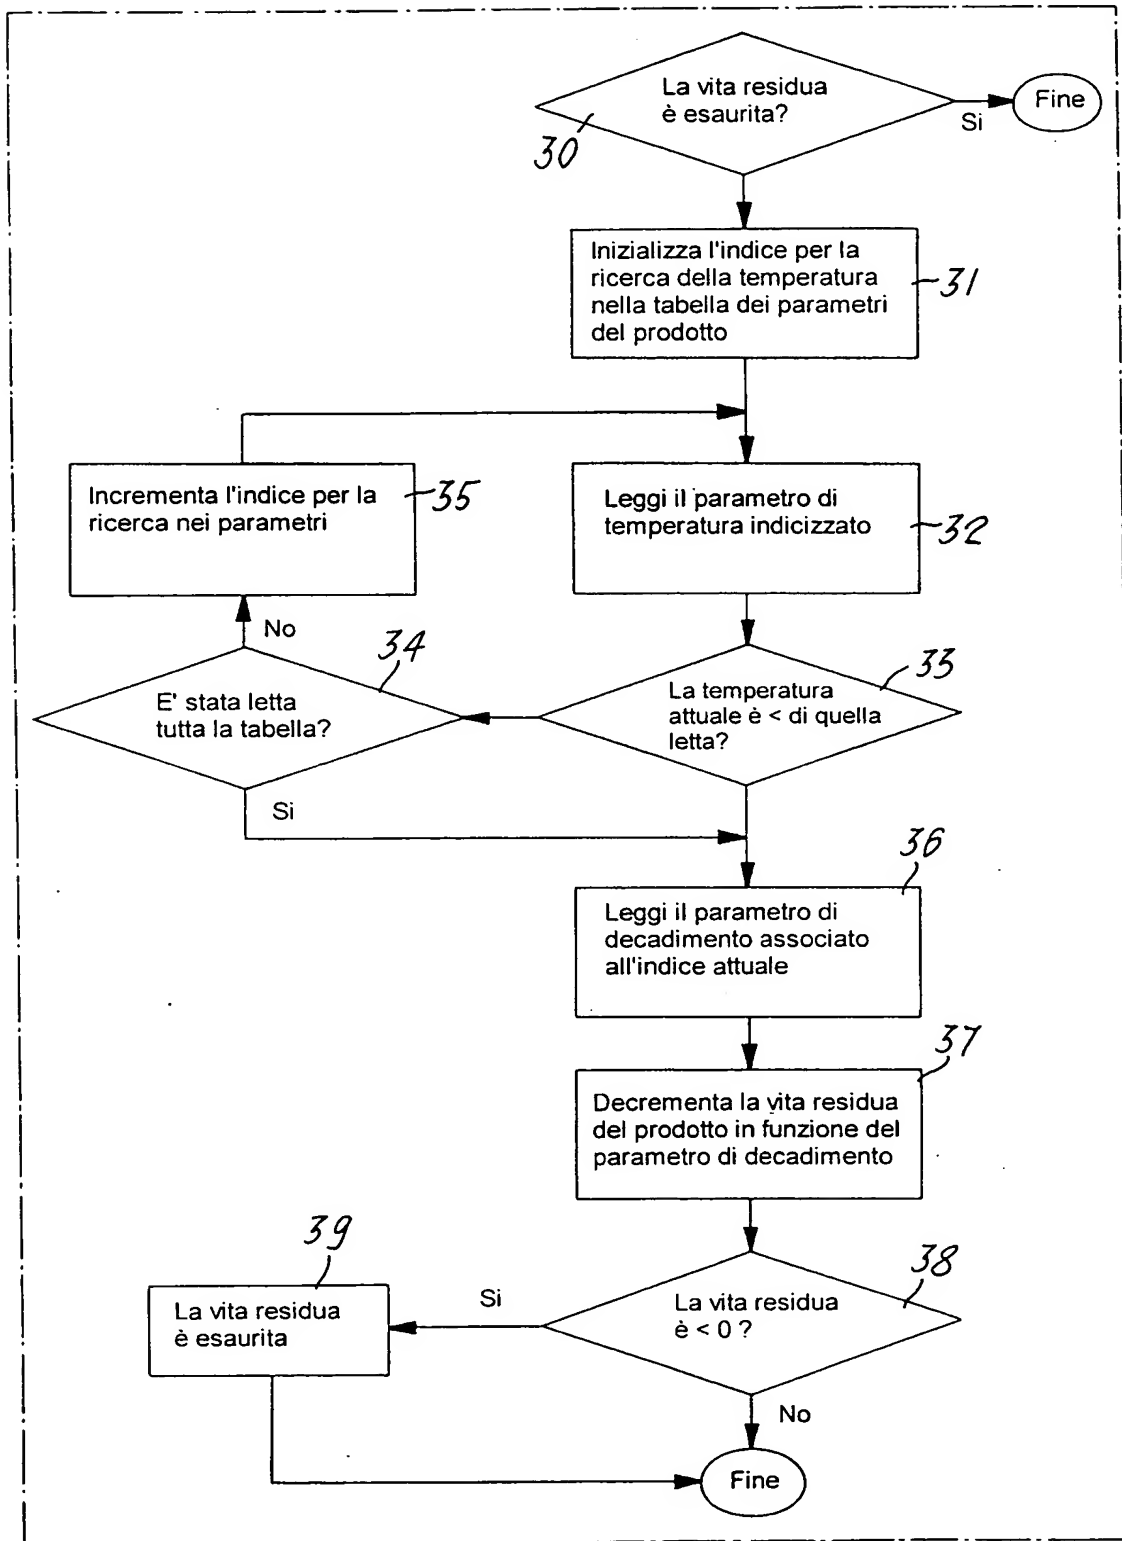 La vita residua
è esaurita?
Si
Fine
30
Inizializza l'indice per la
ricerca della temperatura
nella tabella dei parametri
del prodotto
31
Incrementa l'indice per la
ricerca nei parametri
35
Leggi il parametro di
temperatura indicizzato
32
No
34
E' stata letta
tutta la tabella?
Si
33
La temperatura
attuale è < di quella
letta?
36
Leggi il parametro di
decadimento associato
all'indice attuale
37
Decrementa la vita residua
del prodotto in funzione del
parametro di decadimento
39
La vita residua
è esaurita
Si
38
La vita residua
è < 0 ?
No
Fine